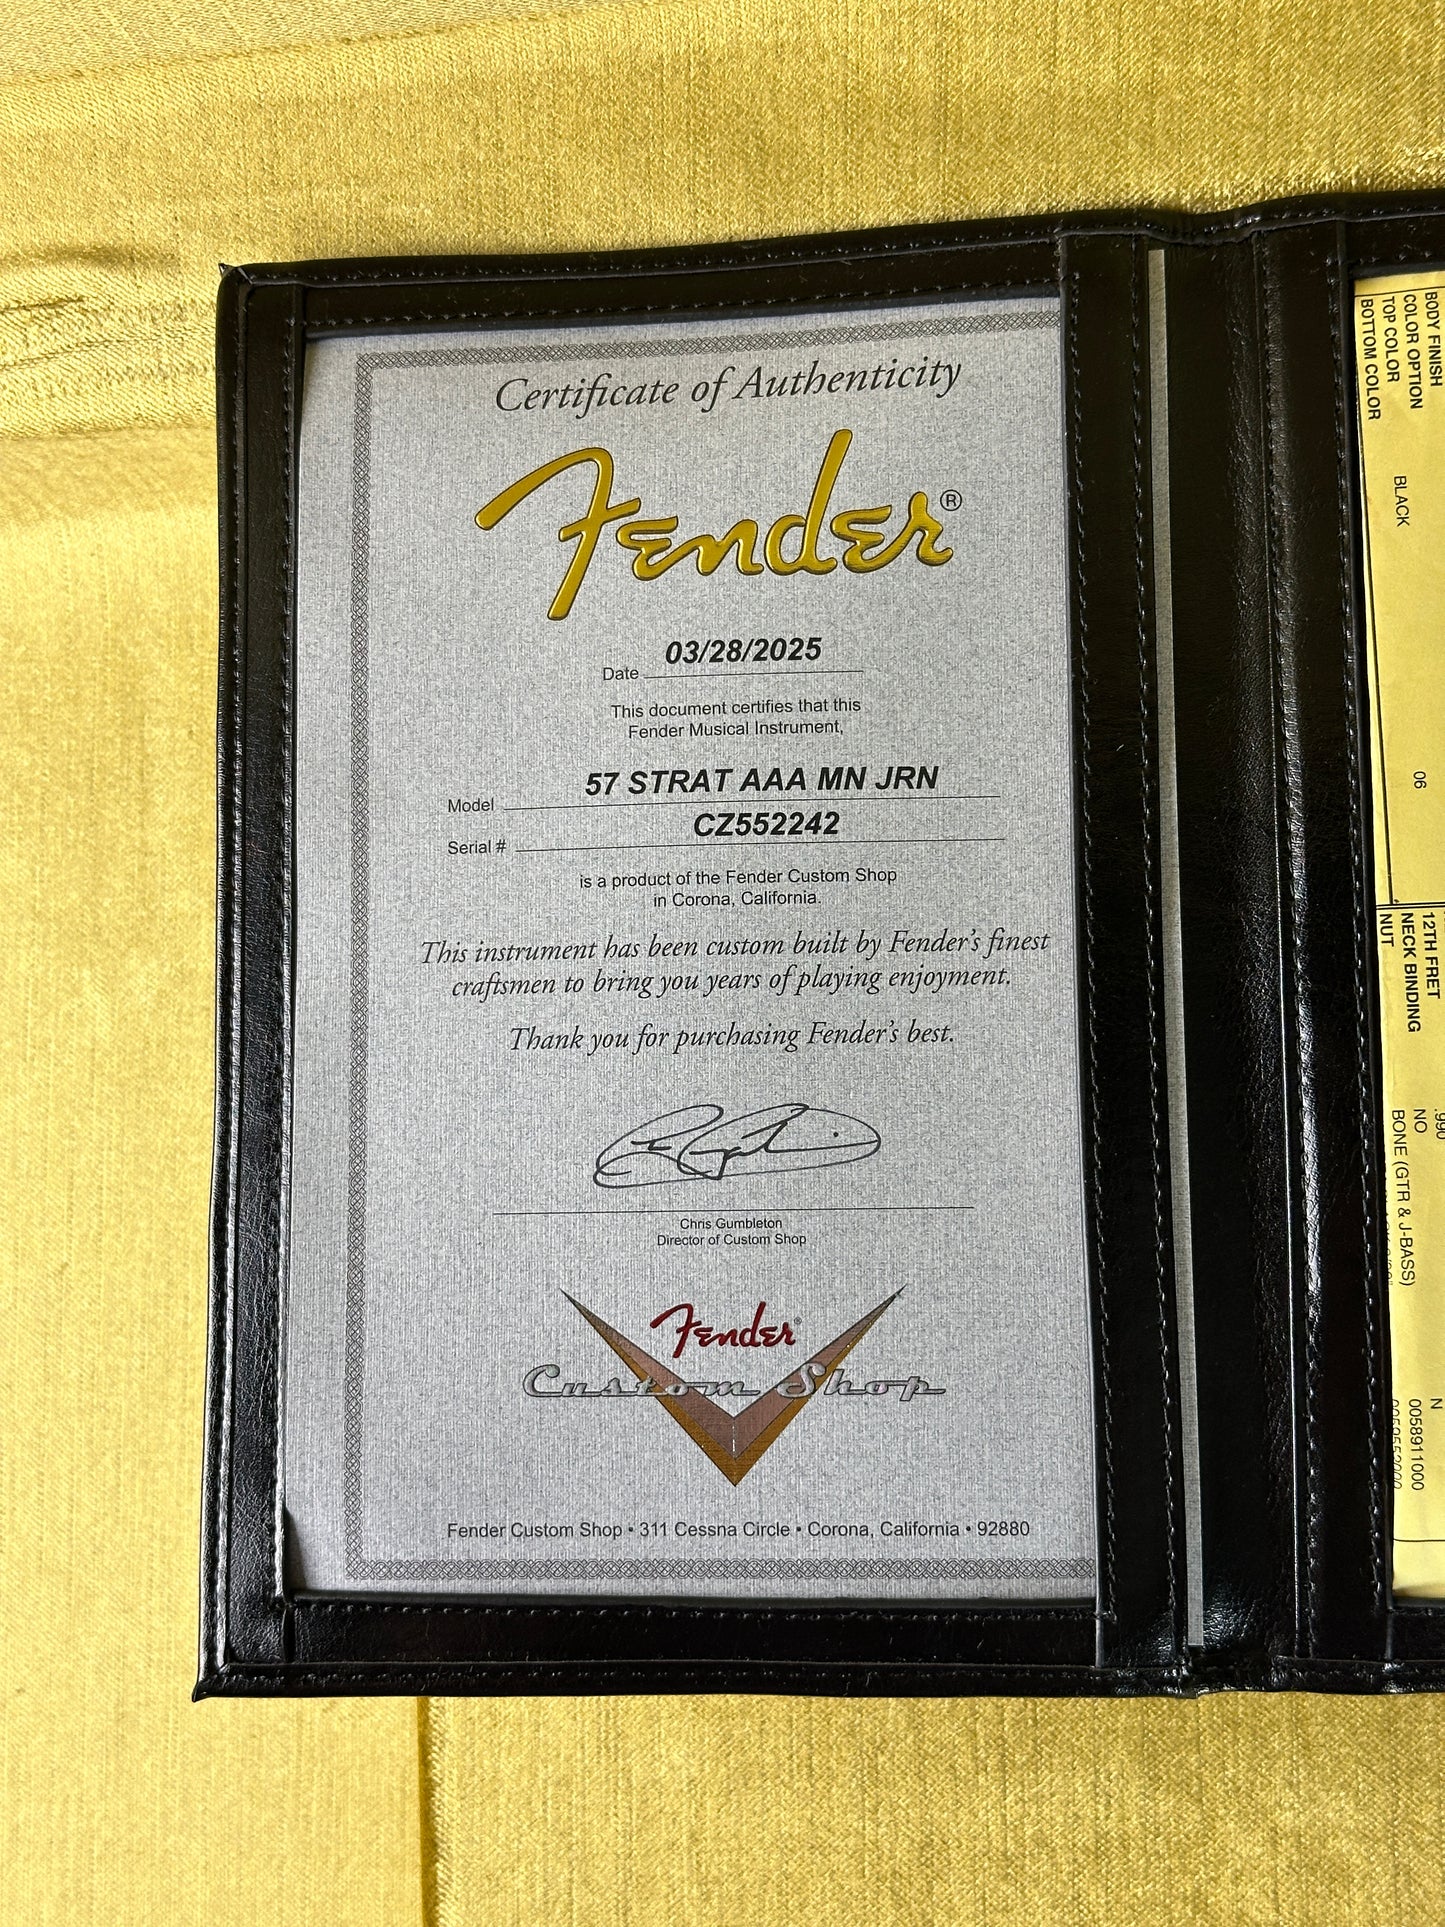 Certificate of Authenticity
Fender®
Date 03/28/2025
This document certifies that this
Fender Musical Instrument,
Model 57 STRAT AAA MN JRN
Serial # CZ552242
is a product of the Fender Custom Shop
in Corona, California.
This instrument has been custom built by Fender's finest
craftsmen to bring you years of playing enjoyment.
Thank you for purchasing Fender's best.
Chris Gumbleton
Director of Custom Shop
Fender®
Custom Shop
Fender Custom Shop • 311 Cessna Circle • Corona, California • 92880
BODY FINISH
COLOR OPTION
TOP COLOR BLACK 06
BOTTOM COLOR
12TH FRET .990
NECK BINDING NO
NUT BONE (GTR & J-BASS)
N
0058911000